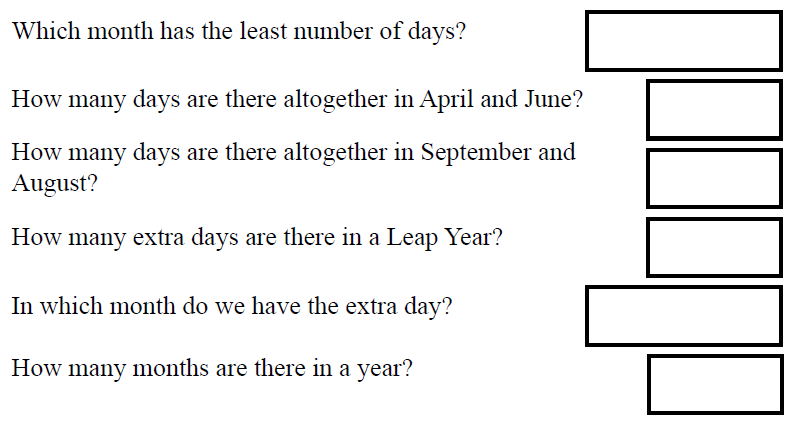 Which month has the least number of days?
How many days are there altogether in April and June?
How many days are there altogether in September and
August?
How many extra days are there in a Leap Year?
In which month do we have the extra day?
How many months are there in a year?